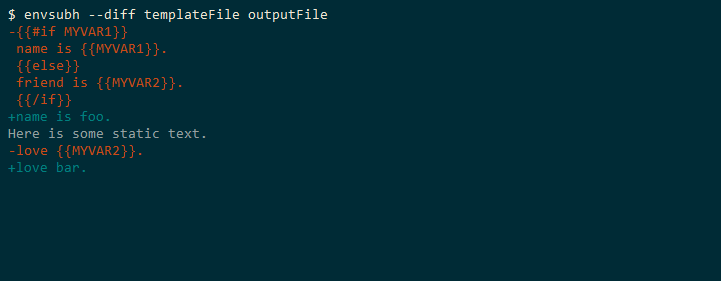 $ envsubh --diff templateFile outputFile
-{{#if MYVAR1}}
 name is {{MYVAR1}}.
 {{else}}
 friend is {{MYVAR2}}.
 {{/if}}
+name is foo.
Here is some static text.
-love {{MYVAR2}}.
+love bar.